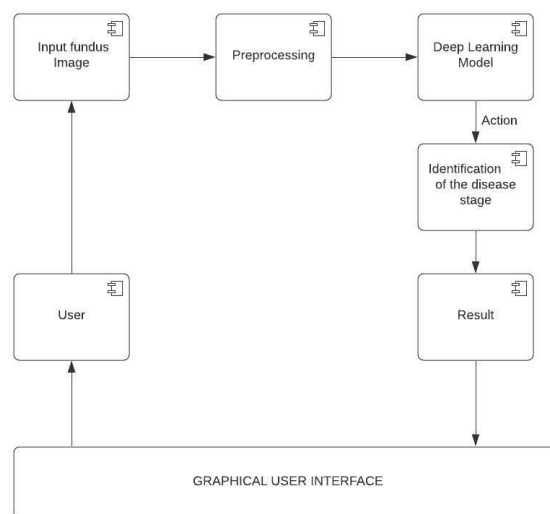 Input fundus
Image
Preprocessing
Deep Learning
Model
Action
Identification
of the disease
stage
User
Result
GRAPHICAL USER INTERFACE